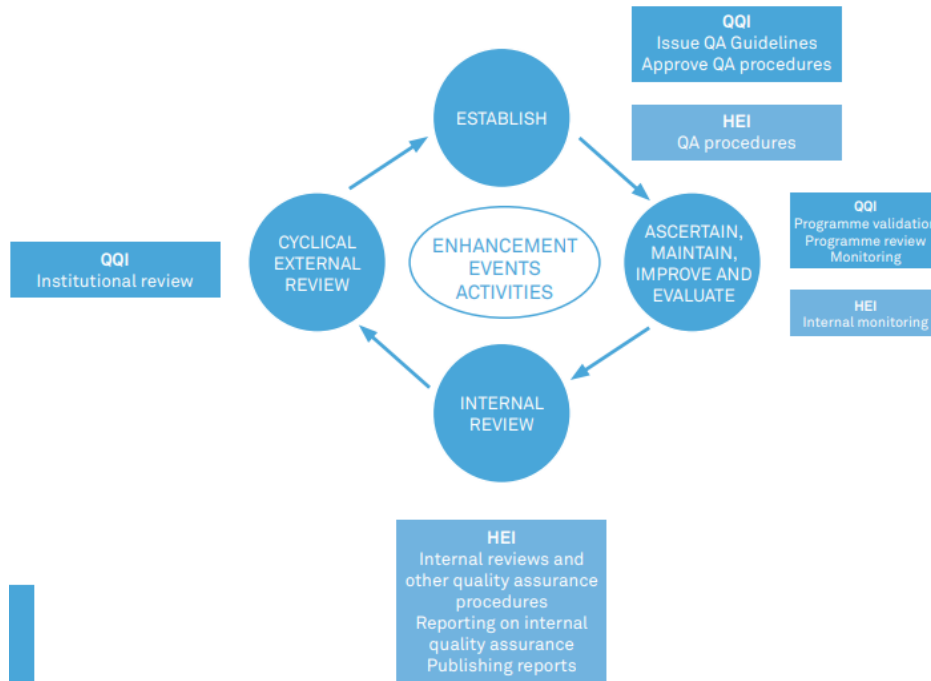 QQI
Issue QA Guidelines
Approve QA procedures
HEI
QA procedures
ESTABLISH
QQI
Programme validation
Programme review
Monitoring
HEI
Internal monitoring
ASCERTAIN,
MAINTAIN,
IMPROVE AND
EVALUATE
ENHANCEMENT
EVENTS
ACTIVITIES
CYCLICAL
EXTERNAL
REVIEW
QQI
Institutional review
INTERNAL
REVIEW
HEI
Internal reviews and
other quality assurance
procedures
Reporting on internal
quality assurance
Publishing reports